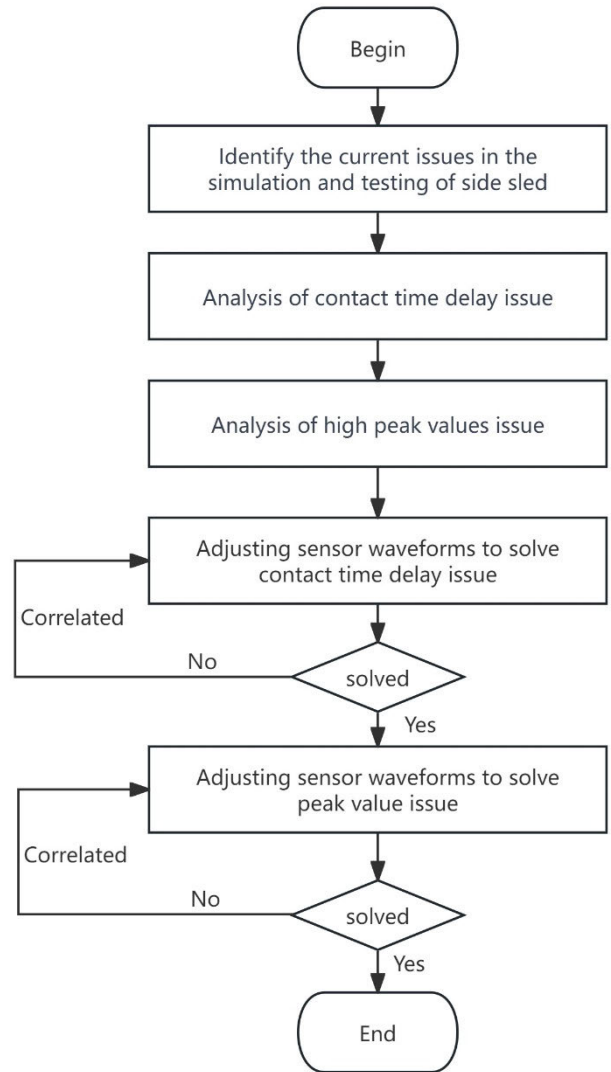 Begin
Identify the current issues in the
simulation and testing of side sled
Analysis of contact time delay issue
Analysis of high peak values issue
Adjusting sensor waveforms to solve
contact time delay issue
Correlated
No
solved
Yes
Adjusting sensor waveforms to solve
peak value issue
Correlated
No
solved
Yes
End